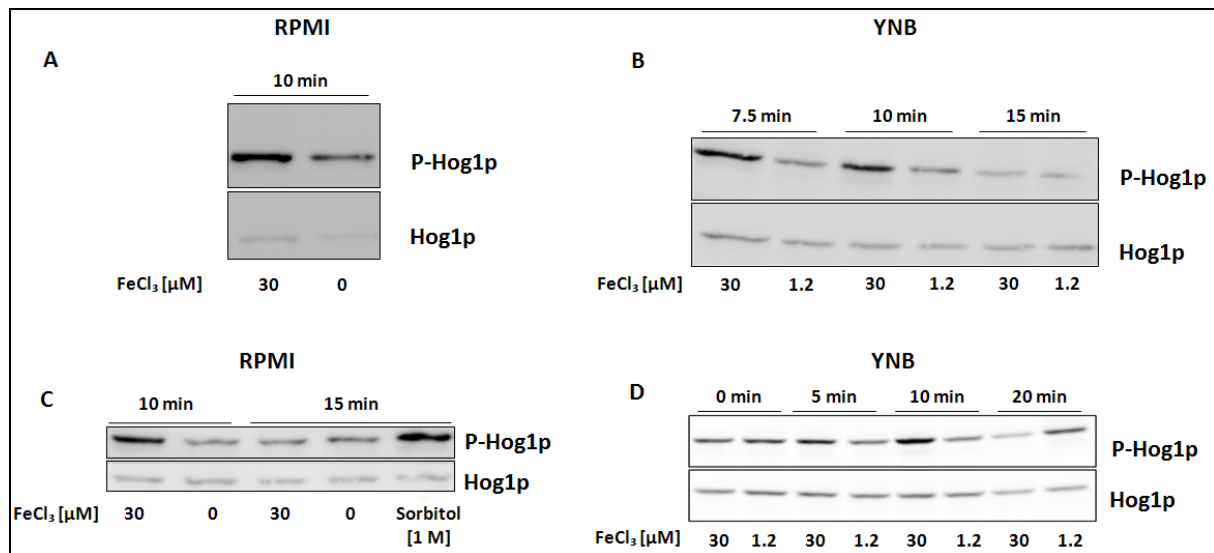 RPMI
A
10 min
P-Hog1p
Hog1p
FeCl₃ [µM] 30 0
YNB
B
7.5 min 10 min 15 min
P-Hog1p
Hog1p
FeCl₃ [µM] 30 1.2 30 1.2 30 1.2
RPMI
C
10 min 15 min
P-Hog1p
Hog1p
FeCl₃ [µM] 30 0 30 0 Sorbitol
[1 M]
YNB
D
0 min 5 min 10 min 20 min
P-Hog1p
Hog1p
FeCl₃ [µM] 30 1.2 30 1.2 30 1.2 30 1.2